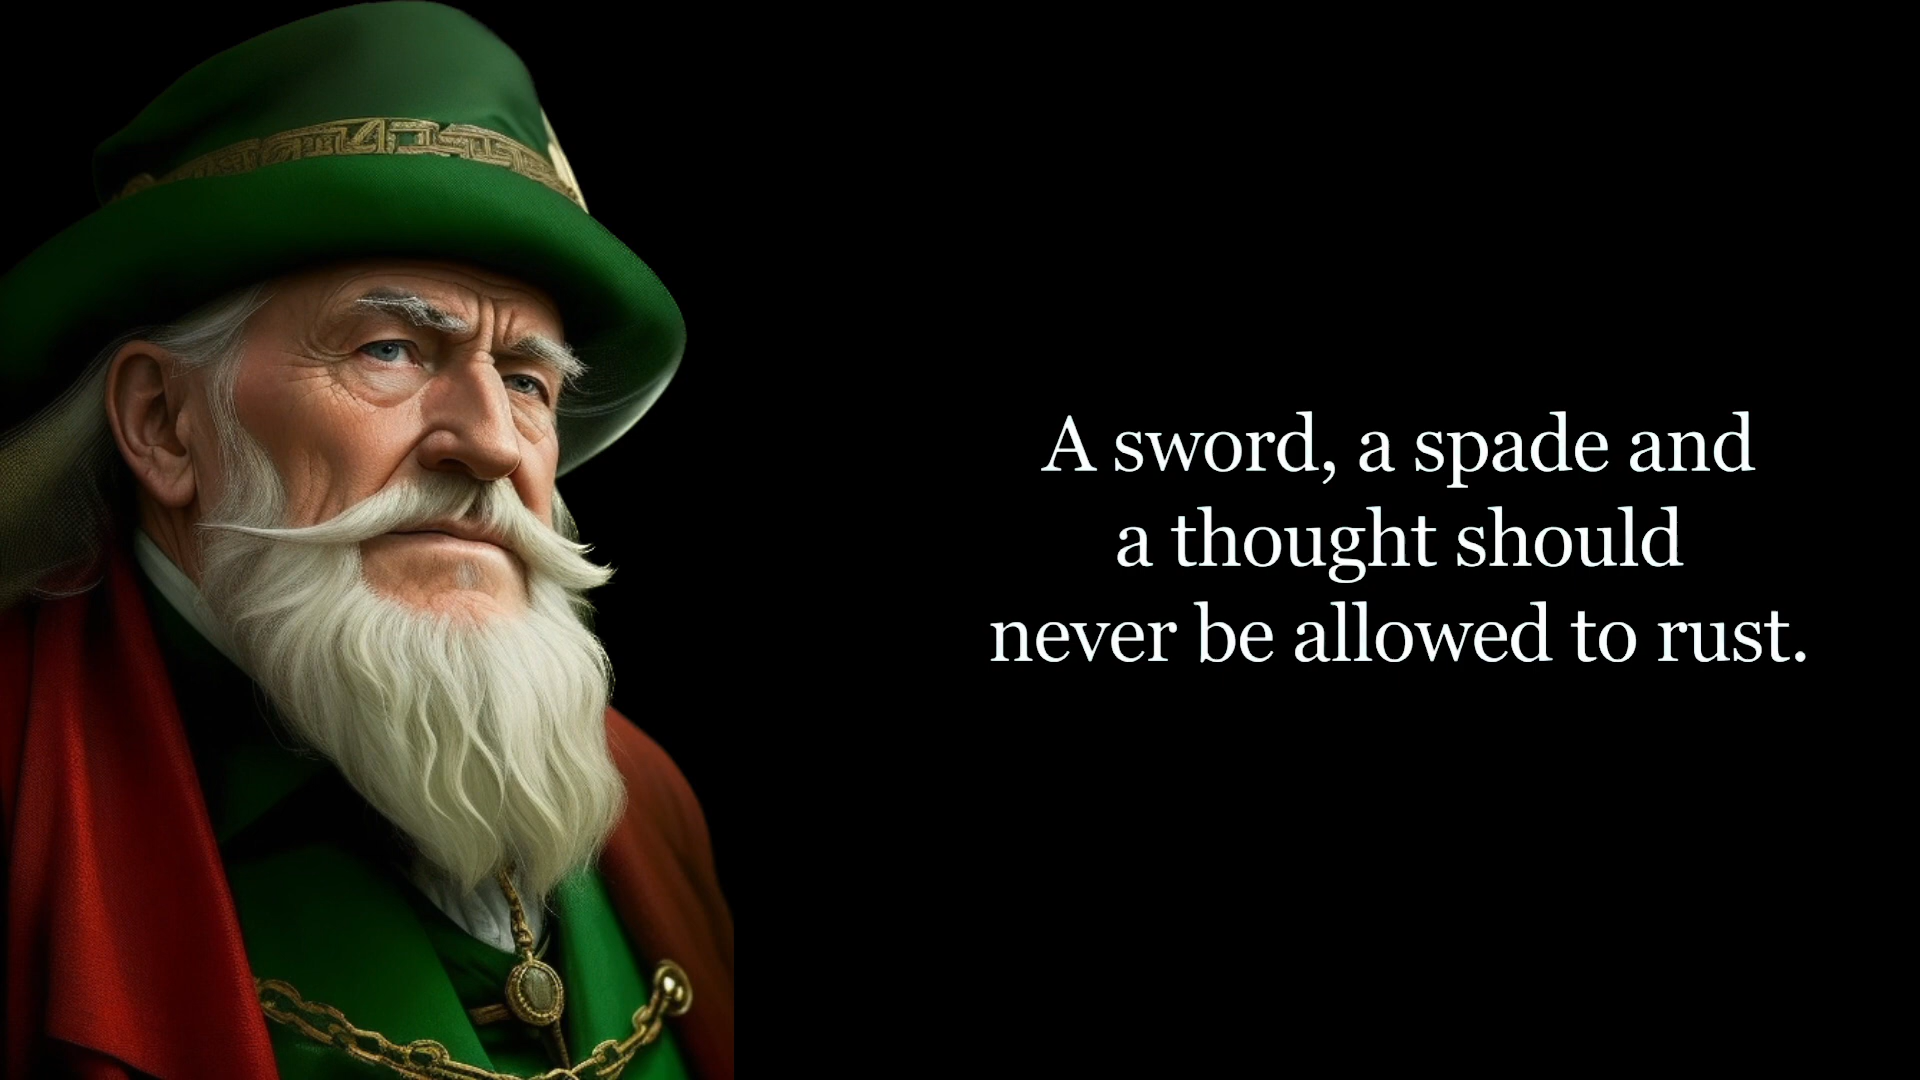 A sword, a spade and
a thought should
never be allowed to rust.